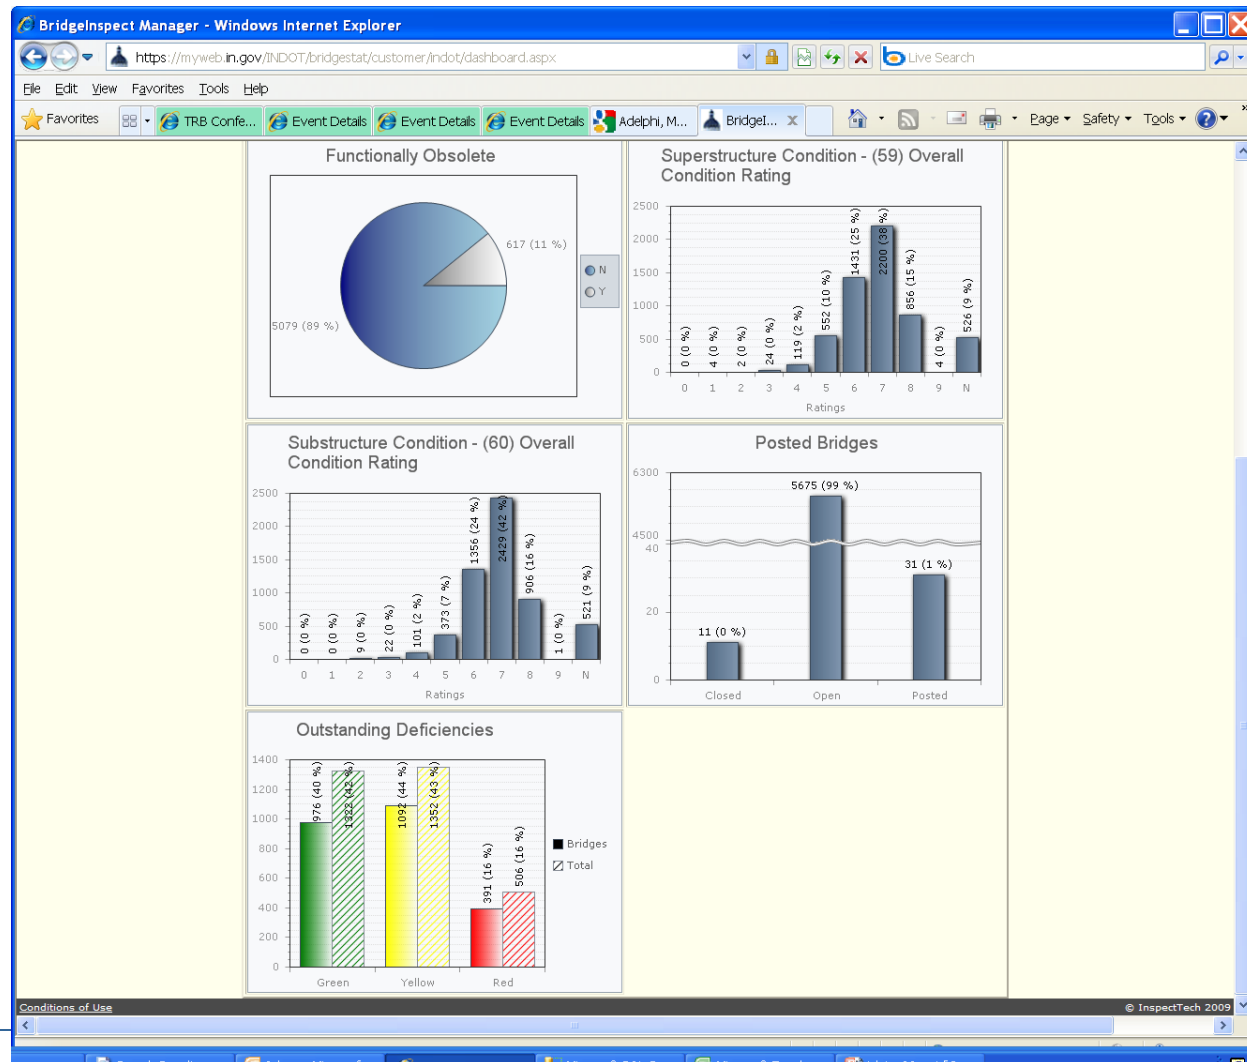 BridgeInspect Manager - Windows Internet Explorer
https://myweb.in.gov/INDOT/bridgestat/customer/indot/dashboard.aspx
Live Search
File Edit View Favorites Tools Help
Favorites
TRB Confe...
Event Details
Event Details
Event Details
Adelphi, M...
BridgeI...
Page
Safety
Tools
Functionally Obsolete
617 (11 %)
5079 (89 %)
N
Y
Superstructure Condition - (59) Overall
Condition Rating
2500
2000
1500
1000
500
0
0 (0 %)
4 (0 %)
2 (0 %)
24 (0 %)
119 (2 %)
552 (10 %)
1431 (25 %)
2200 (38 %)
856 (15 %)
4 (0 %)
526 (9 %)
0 1 2 3 4 5 6 7 8 9 N
Ratings
Substructure Condition - (60) Overall
Condition Rating
2500
2000
1500
1000
500
0
0 (0 %)
0 (0 %)
9 (0 %)
22 (0 %)
101 (2 %)
373 (7 %)
1356 (24 %)
2429 (42 %)
906 (16 %)
1 (0 %)
521 (9 %)
0 1 2 3 4 5 6 7 8 9 N
Ratings
Posted Bridges
6300
4500
40
20
0
11 (0 %)
5675 (99 %)
31 (1 %)
Closed Open Posted
Outstanding Deficiencies
1400
1200
1000
800
600
400
200
0
976 (40 %)
1322 (42 %)
1092 (44 %)
1352 (43 %)
391 (16 %)
506 (16 %)
Green Yellow Red
Bridges
Total
Conditions of Use
© InspectTech 2009